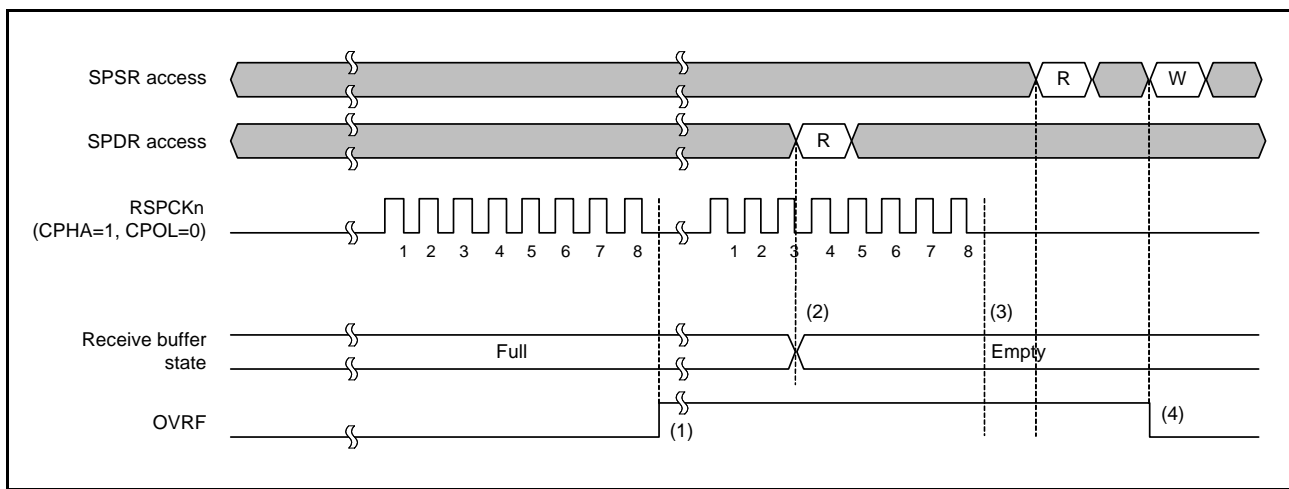 SPSR access
R
W
SPDR access
R
RSPCKn
(CPHA=1, CPOL=0)
1 2 3 4 5 6 7 8 1 2 3 4 5 6 7 8
(2) (3)
Receive buffer
state
Full
Empty
OVRF
(1)
(4)